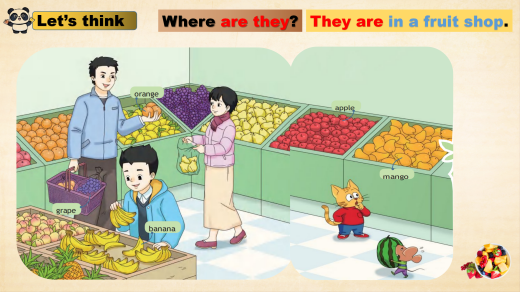 Let's think
Where are they?
They are in a fruit shop.
orange
apple
mango
grape
banana